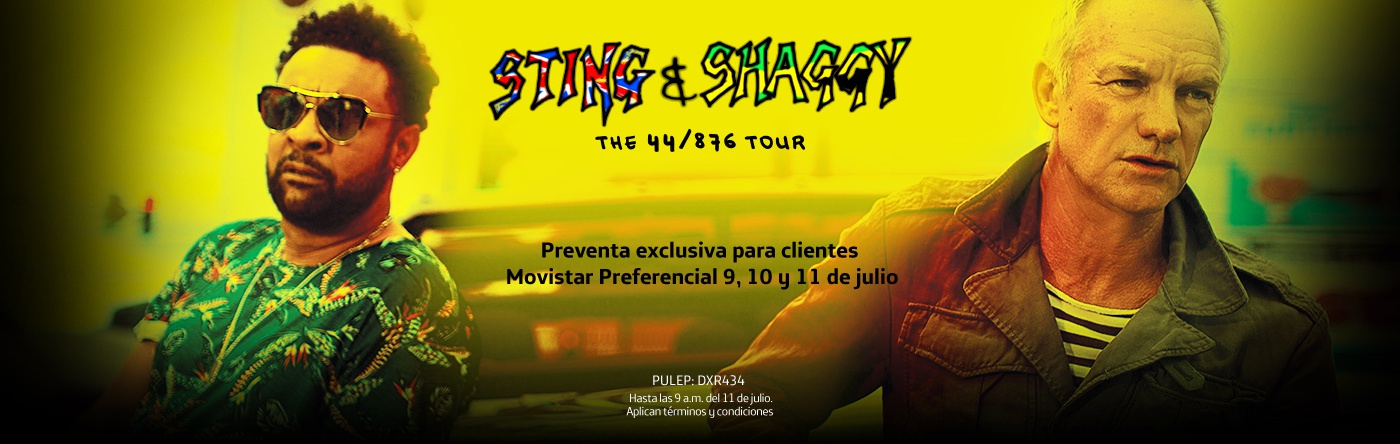 STING & SHAGGY
THE 44/876 TOUR
Preventa exclusiva para clientes
Movistar Preferencial 9, 10 y 11 de julio
PULEP: DXR434
Hasta las 9 a.m. del 11 de julio.
Aplican términos y condiciones